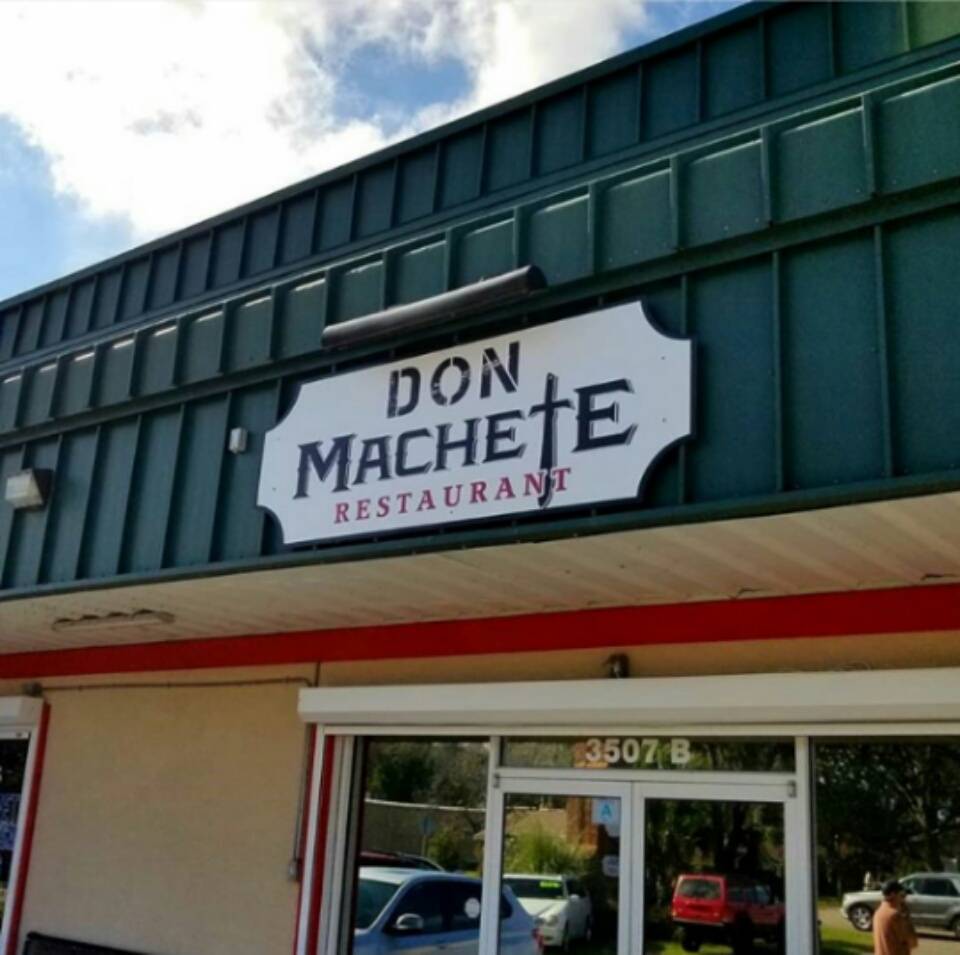 DON
MACHETE
RESTAURANT
3507 B
A